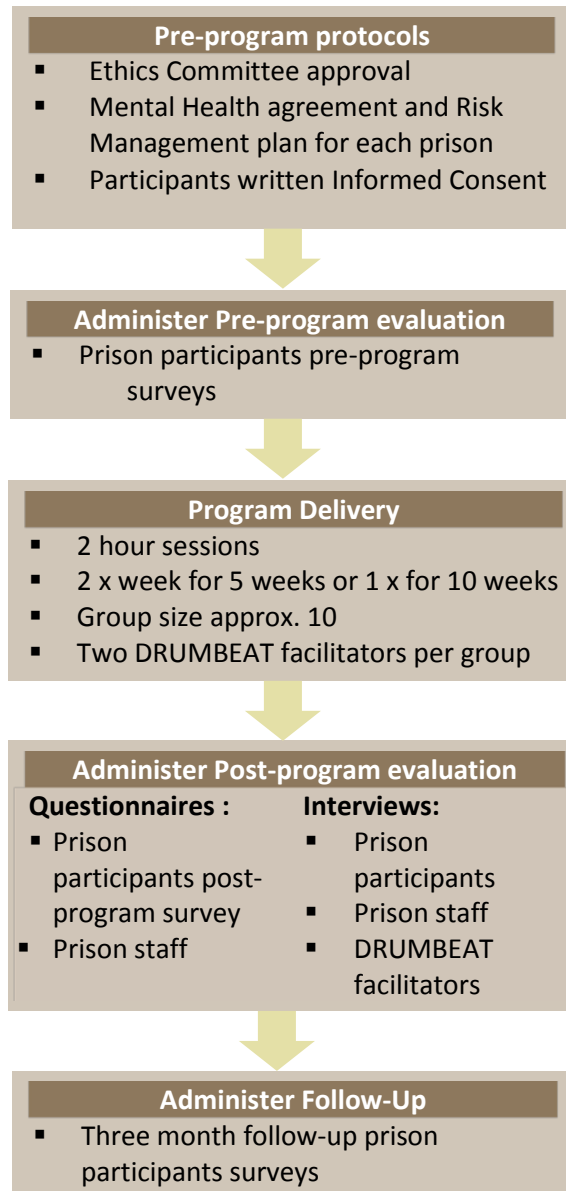 Pre-program protocols
▪ Ethics Committee approval
▪ Mental Health agreement and Risk
Management plan for each prison
▪ Participants written Informed Consent
Administer Pre-program evaluation
▪ Prison participants pre-program
surveys
Program Delivery
▪ 2 hour sessions
▪ 2 x week for 5 weeks or 1 x for 10 weeks
▪ Group size approx. 10
▪ Two DRUMBEAT facilitators per group
Administer Post-program evaluation
Questionnaires :
▪ Prison
participants post-
program survey
▪ Prison staff
Interviews:
▪ Prison
participants
▪ Prison staff
▪ DRUMBEAT
facilitators
Administer Follow-Up
▪ Three month follow-up prison
participants surveys